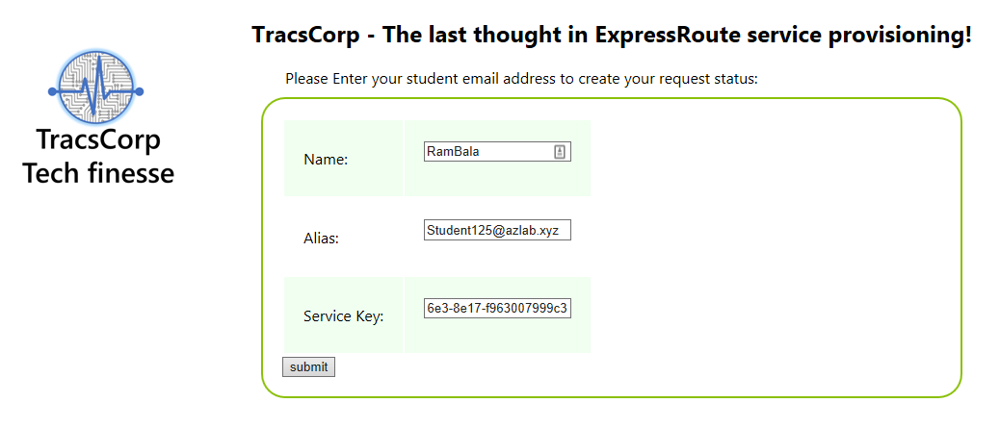 TracsCorp - The last thought in ExpressRoute service provisioning!
TracsCorp
Tech finesse
Please Enter your student email address to create your request status:
Name: RamBala
Alias: Student125@azlab.xyz
Service Key: 6e3-8e17-f963007999c3
submit